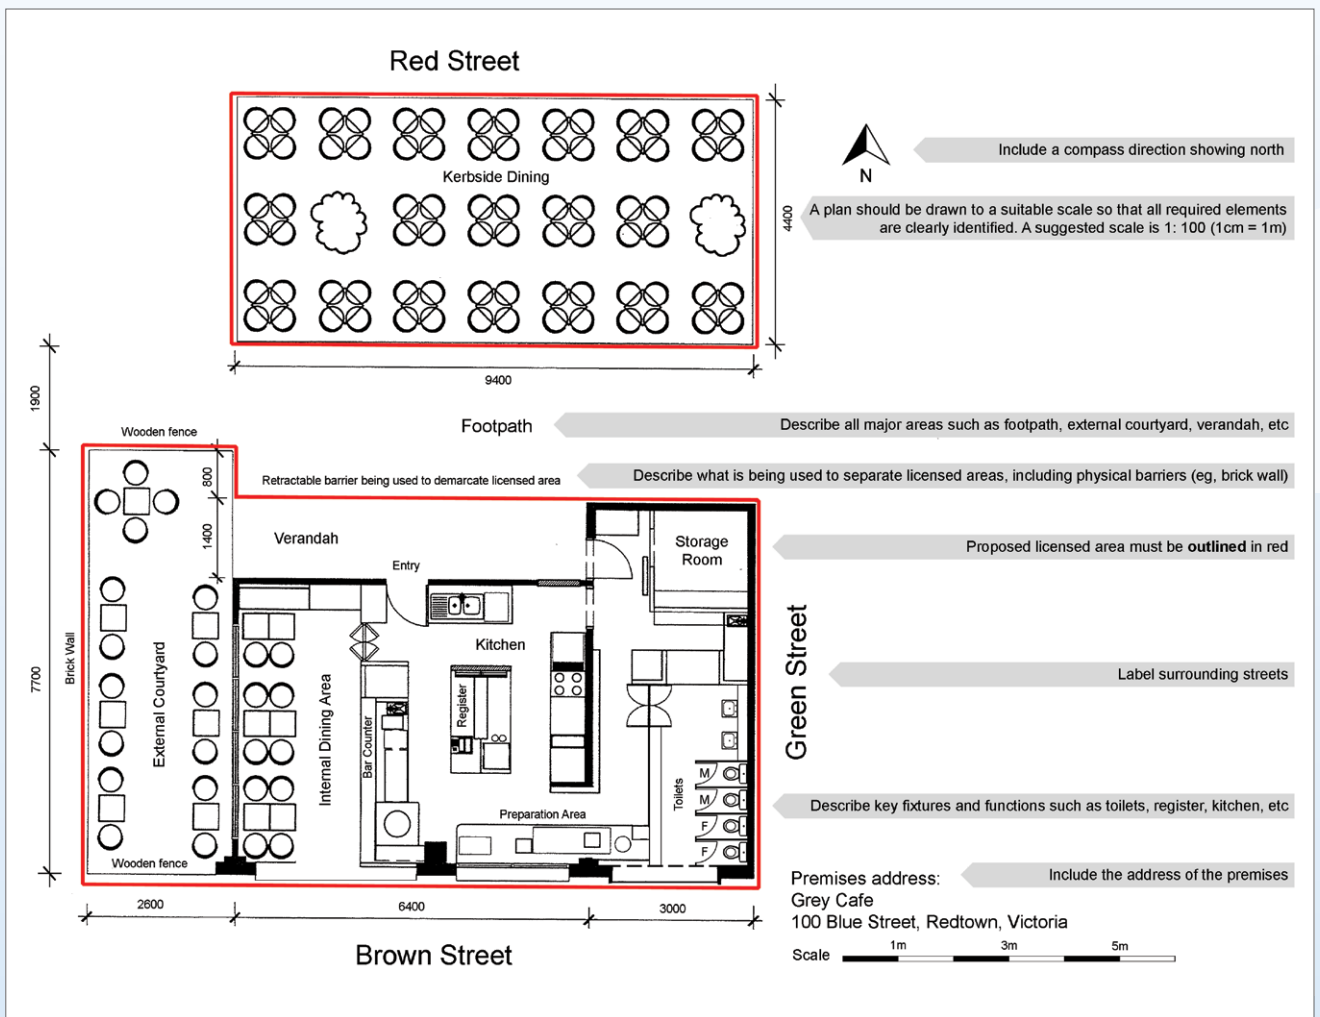 Red Street
Include a compass direction showing north
N
Kerbside Dining
4400
A plan should be drawn to a suitable scale so that all required elements
are clearly identified. A suggested scale is 1: 100 (1cm = 1m)
9400
1900
Footpath
Describe all major areas such as footpath, external courtyard, verandah, etc
Wooden fence
800
Retractable barrier being used to demarcate licensed area
Describe what is being used to separate licensed areas, including physical barriers (eg, brick wall)
1400
Verandah
Entry
Storage
Room
Proposed licensed area must be outlined in red
Kitchen
Green Street
Label surrounding streets
7700
Brick Wall
External Courtyard
Internal Dining Area
Bar Counter
Register
Toilets
M
M
F
F
Describe key fixtures and functions such as toilets, register, kitchen, etc
Preparation Area
Wooden fence
Include the address of the premises
Premises address:
Grey Cafe
100 Blue Street, Redtown, Victoria
2600
6400
3000
Brown Street
Scale
1m
3m
5m